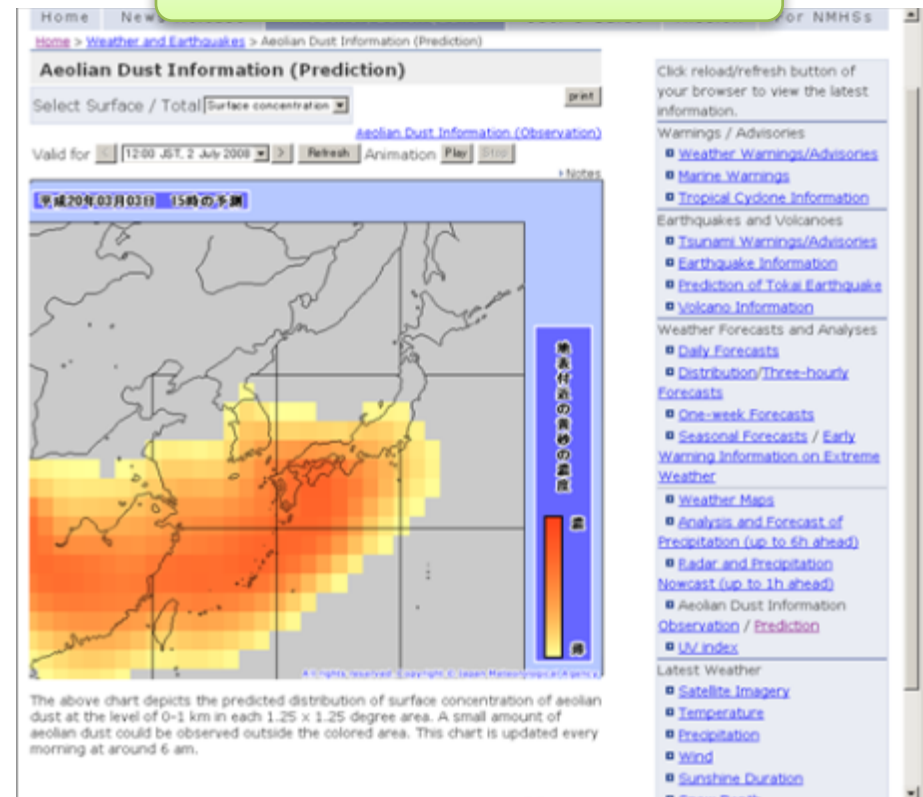 Home
or NMHSs
Home > Weather and Earthquakes > Aeolian Dust Information (Prediction)
Aeolian Dust Information (Prediction)
Select Surface / Total Surface concentration
print
Aeolian Dust Information (Observation)
Valid for < 12:00 JST, 2 July 2008 > Refresh Animation Play Stop
Notes
平成20年03月03日 15時の予測
地表付近の黄砂の濃度
濃
All rights reserved. Copyright © Japan Meteorological Agency
The above chart depicts the predicted distribution of surface concentration of aeolian
dust at the level of 0-1 km in each 1.25 x 1.25 degree area. A small amount of
aeolian dust could be observed outside the colored area. This chart is updated every
morning at around 6 am.
Click reload/refresh button of
your browser to view the latest
information.
Warnings / Advisories
Weather Warnings/Advisories
Marine Warnings
Tropical Cyclone Information
Earthquakes and Volcanoes
Tsunami Warnings/Advisories
Earthquake Information
Prediction of Tokai Earthquake
Volcano Information
Weather Forecasts and Analyses
Daily Forecasts
Distribution/Three-hourly
Forecasts
One-week Forecasts
Seasonal Forecasts / Early
Warning Information on Extreme
Weather
Weather Maps
Analysis and Forecast of
Precipitation (up to 6h ahead)
Radar and Precipitation
Nowcast (up to 1h ahead)
Aeolian Dust Information
Observation / Prediction
UV index
Latest Weather
Satellite Imagery
Temperature
Precipitation
Wind
Sunshine Duration